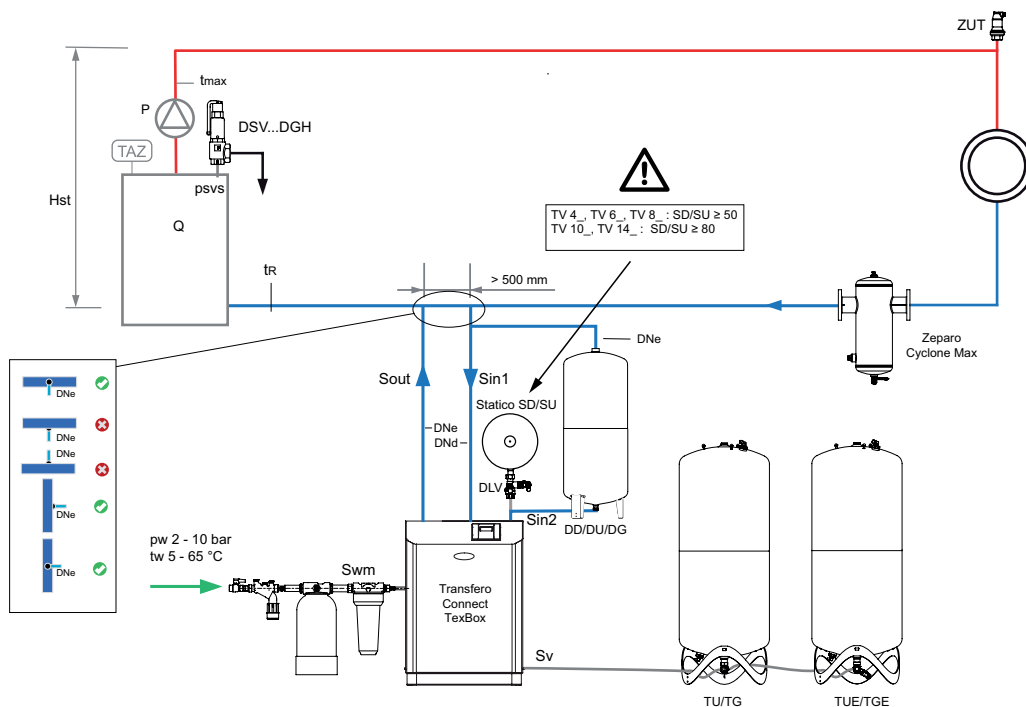 ZUT
tmax
P
DSV...DGH
TAZ
psvs
Hst
Q
TV 4_, TV 6_, TV 8_ : SD/SU ≥ 50
TV 10_, TV 14_ : SD/SU ≥ 80
tR
> 500 mm
DNe
Zeparo
Cyclone Max
Sout
Sin1
Statico SD/SU
DNe
DNd
DLV
Sin2
DD/DU/DG
DNe
DNe
DNe
DNe
DNe
pw 2 - 10 bar
tw 5 - 65 °C
Swm
Transfero
Connect
TexBox
Sv
TU/TG
TUE/TGE